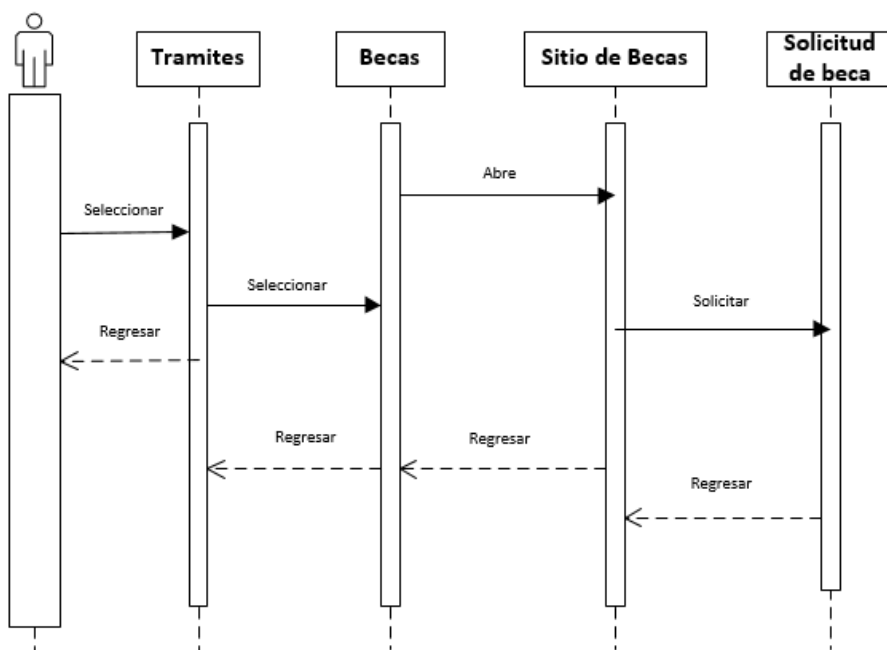 Tramites
Becas
Sitio de Becas
Solicitud
de beca
Abre
Seleccionar
Seleccionar
Solicitar
Regresar
Regresar
Regresar
Regresar